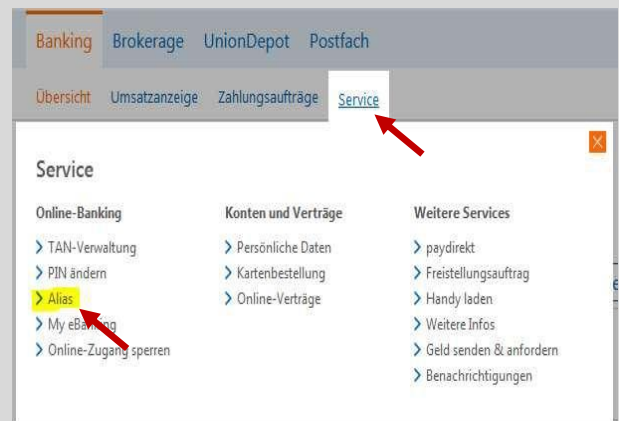 Banking Brokerage UnionDepot Postfach
Übersicht Umsatzanzeige Zahlungsaufträge Service
Service
Online-Banking
TAN-Verwaltung
PIN ändern
Alias
My eBanking
Online-Zugang sperren
Konten und Verträge
Persönliche Daten
Kartenbestellung
Online-Verträge
Weitere Services
paydirekt
Freistellungsauftrag
Handy laden
Weitere Infos
Geld senden & anfordern
Benachrichtigungen